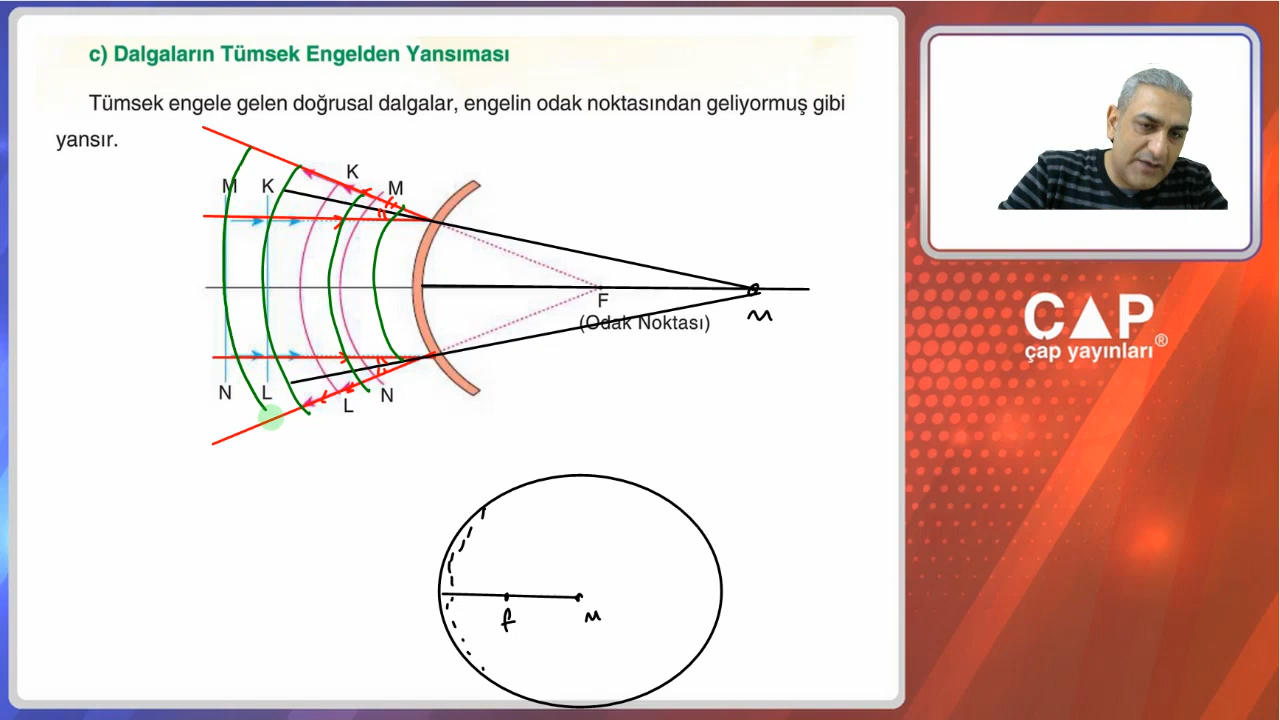 c) Dalgaların Tümsek Engelden Yansıması
Tümsek engele gelen doğrusal dalgalar, engelin odak noktasından geliyormuş gibi
yansır.
M K K M
F
(Odak Noktası)
M
N L L N
f M
ÇAP®
çap yayınları